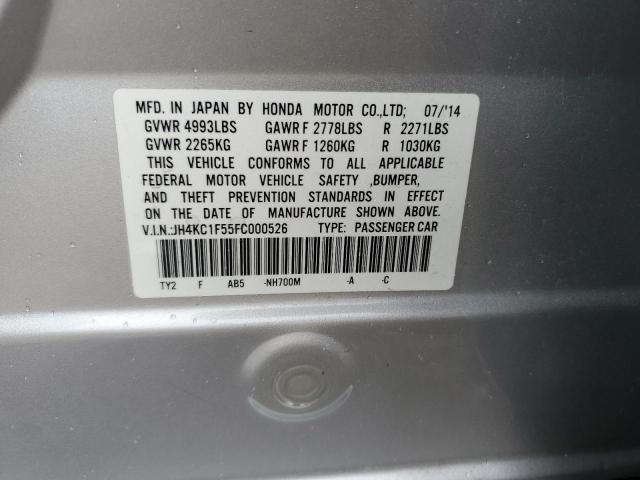 MFD. IN JAPAN BY HONDA MOTOR CO.,LTD; 07/'14
GVWR 4993LBS GAWR F 2778LBS R 2271LBS
GVWR 2265KG GAWR F 1260KG R 1030KG
THIS VEHICLE CONFORMS TO ALL APPLICABLE
FEDERAL MOTOR VEHICLE SAFETY ,BUMPER,
AND THEFT PREVENTION STANDARDS IN EFFECT
ON THE DATE OF MANUFACTURE SHOWN ABOVE.
V.I.N.:JH4KC1F55FC000526 TYPE: PASSENGER CAR
TY2 F AB5 -NH700M -A -C